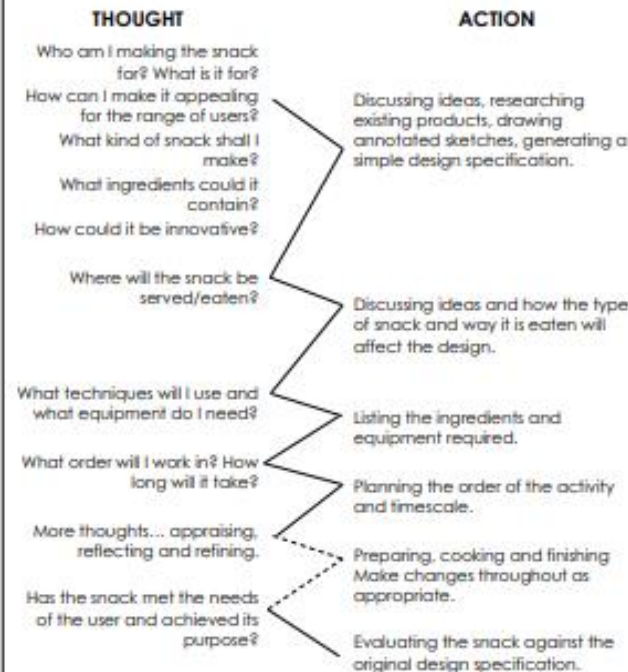 THOUGHT
ACTION
Who am I making the snack
for? What is it for?
How can I make it appealing
for the range of users?
What kind of snack shall I
make?
What ingredients could it
contain?
How could it be innovative?
Discussing ideas, researching
existing products, drawing
annotated sketches, generating a
simple design specification.
Where will the snack be
served/eaten?
Discussing ideas and how the type
of snack and way it is eaten will
affect the design.
What techniques will I use and
what equipment do I need?
Listing the ingredients and
equipment required.
What order will I work in? How
long will it take?
Planning the order of the activity
and timescale.
More thoughts... appraising,
reflecting and refining.
Preparing, cooking and finishing
Make changes throughout as
appropriate.
Has the snack met the needs
of the user and achieved its
purpose?
Evaluating the snack against the
original design specification.